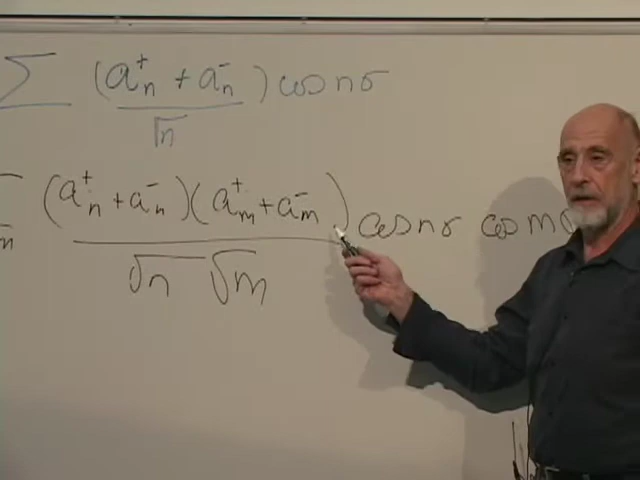 ∑ (a⁺ₙ + a⁻ₙ) cos nσ
√n
∑ (a⁺ₙ + a⁻ₙ)(a⁺ₘ + a⁻ₘ) cos nσ cos mσ
n
√n √m